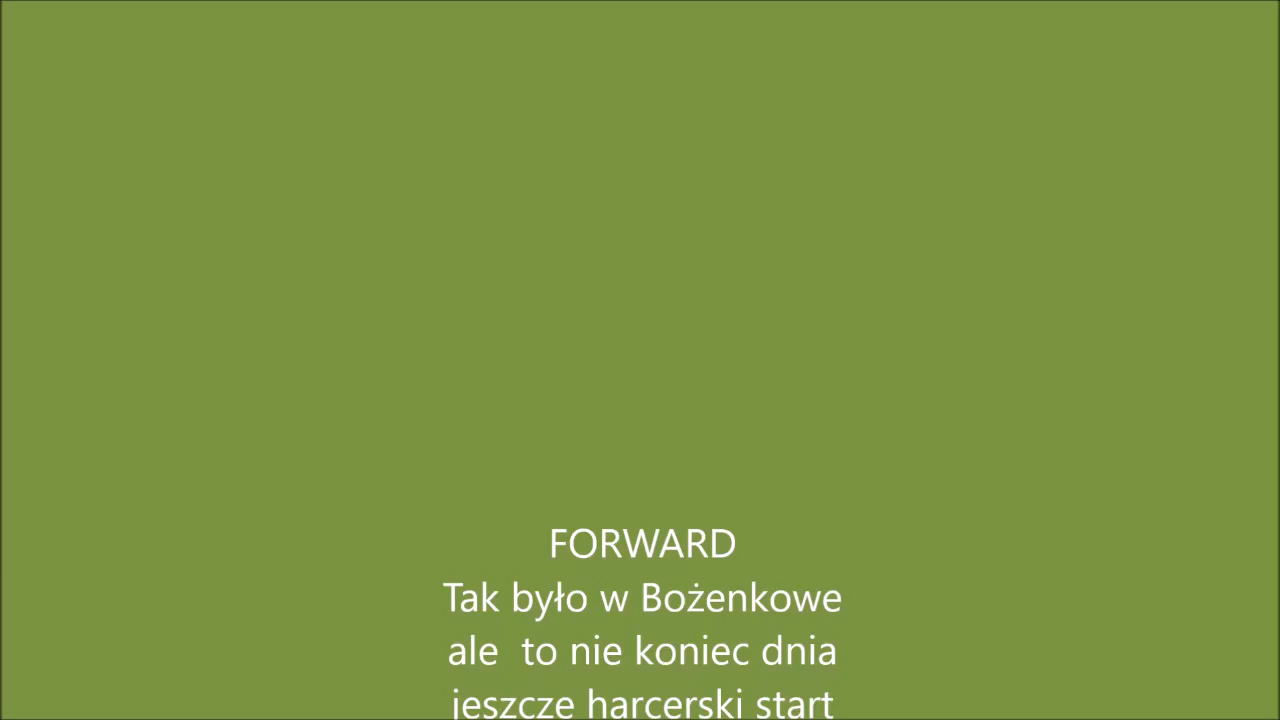 FORWARD
Tak było w Bożenkowe
ale  to nie koniec dnia
jeszcze harcerski start